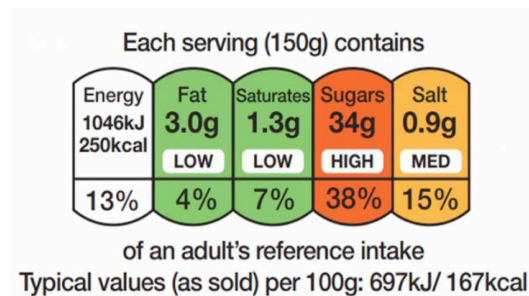 Each serving (150g) contains
Energy Fat Saturates Sugars Salt
1046kJ 3.0g 1.3g 34g 0.9g
250kcal
LOW LOW HIGH MED
13% 4% 7% 38% 15%
of an adult's reference intake
Typical values (as sold) per 100g: 697kJ/ 167kcal